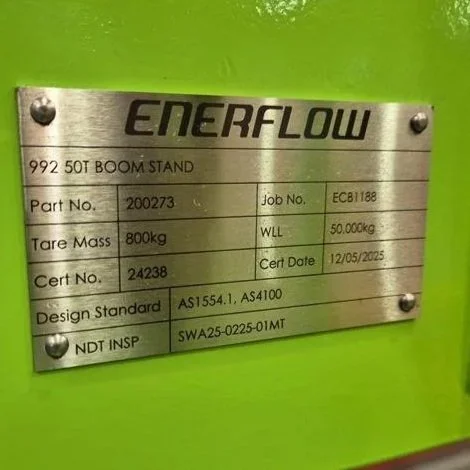 ENERFLOW
992 50T BOOM STAND
Part No. 200273 Job No. ECB1188
Tare Mass 800kg WLL 50,000kg
Cert No. 24238 Cert Date 12/05/2025
Design Standard AS1554.1, AS4100
NDT INSP SWA25-0225-01MT